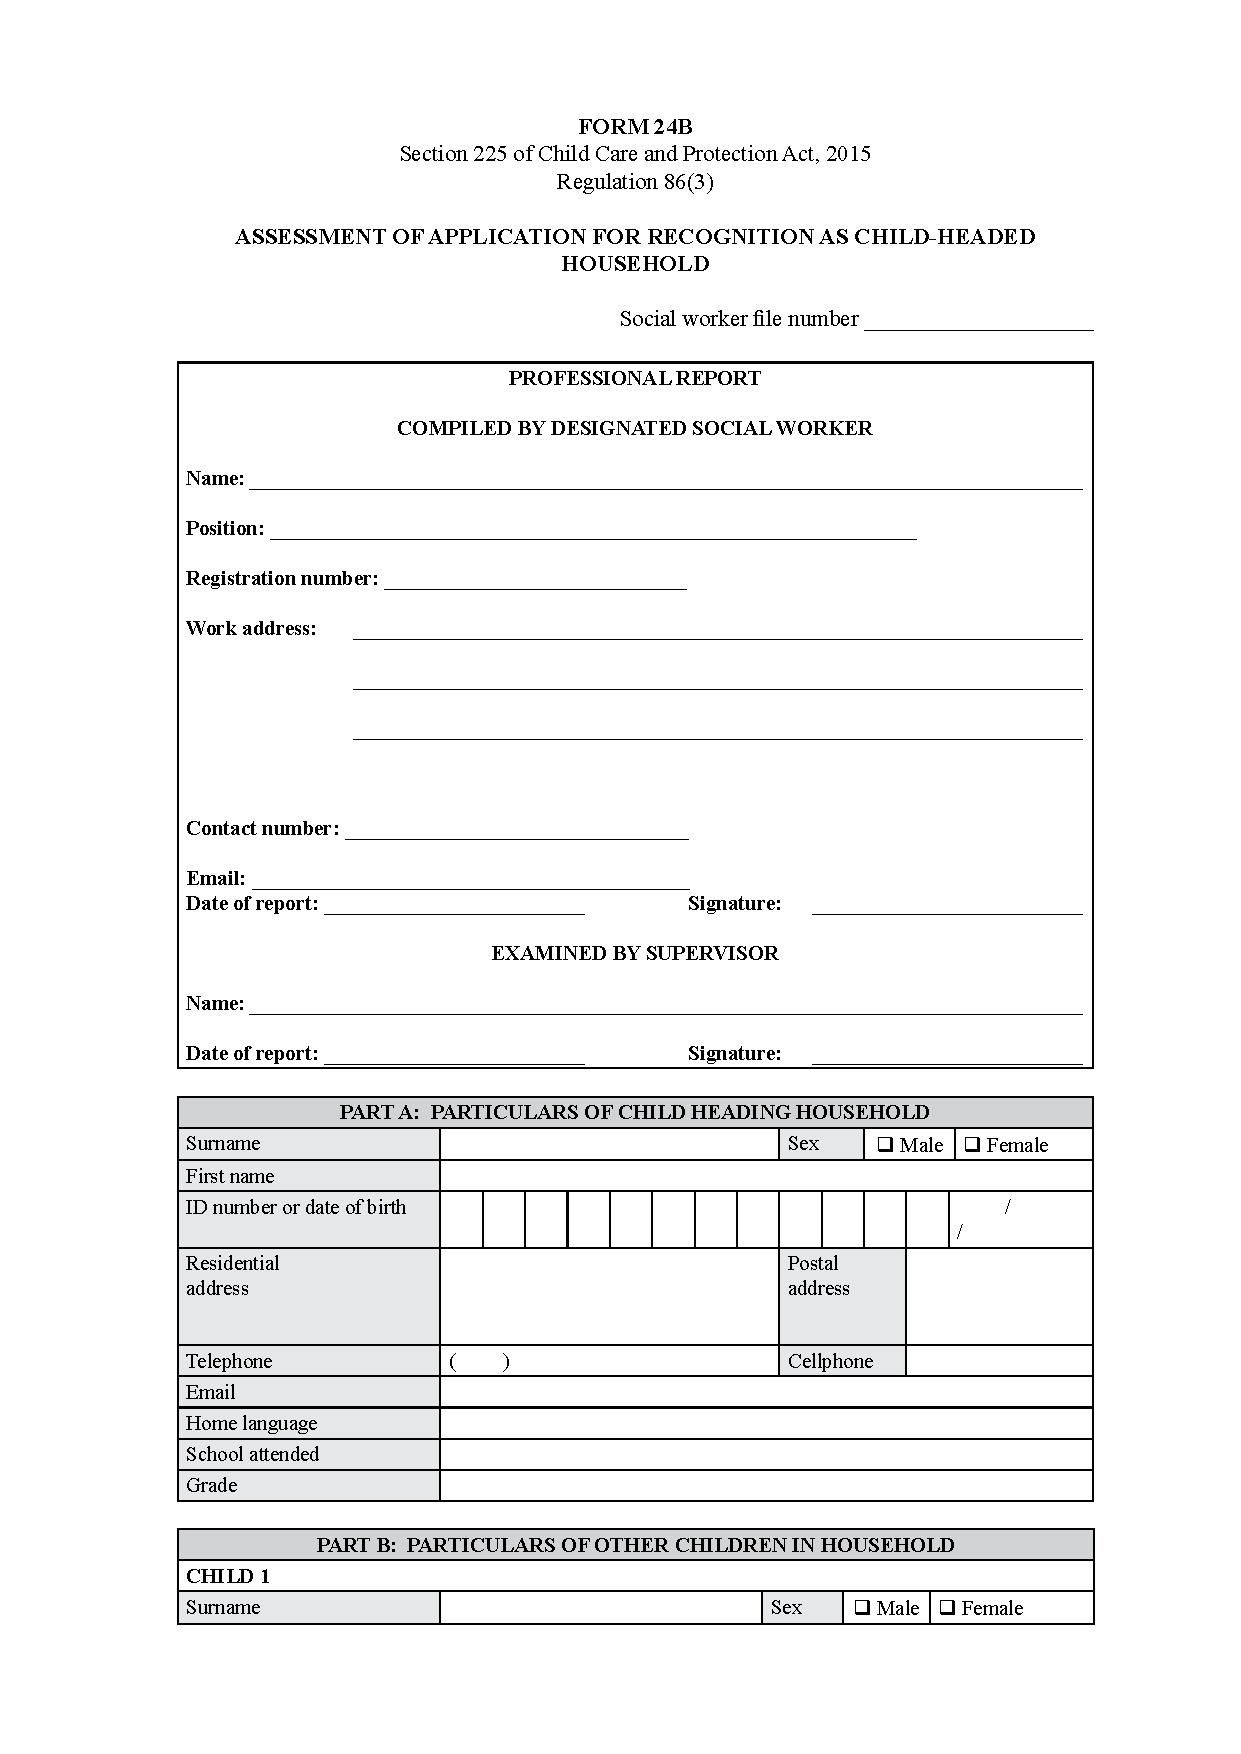 FORM 24B
Section 225 of Child Care and Protection Act, 2015
Regulation 86(3)
ASSESSMENT OF APPLICATION FOR RECOGNITION AS CHILD-HEADED
HOUSEHOLD
Social worker file number ____________________
PROFESSIONAL REPORT
COMPILED BY DESIGNATED SOCIAL WORKER
Name:
Position:
Registration number:
Work address:
Contact number:
Email:
Date of report: Signature:
EXAMINED BY SUPERVISOR
Name:
Date of report: Signature:
PART A: PARTICULARS OF CHILD HEADING HOUSEHOLD
Surname Sex ❑ Male ❑ Female
First name
ID number or date of birth /
/
Residential Postal
address address
Telephone ( ) Cellphone
Email
Home language
School attended
Grade
PART B: PARTICULARS OF OTHER CHILDREN IN HOUSEHOLD
CHILD 1
Surname Sex ❑ Male ❑ Female